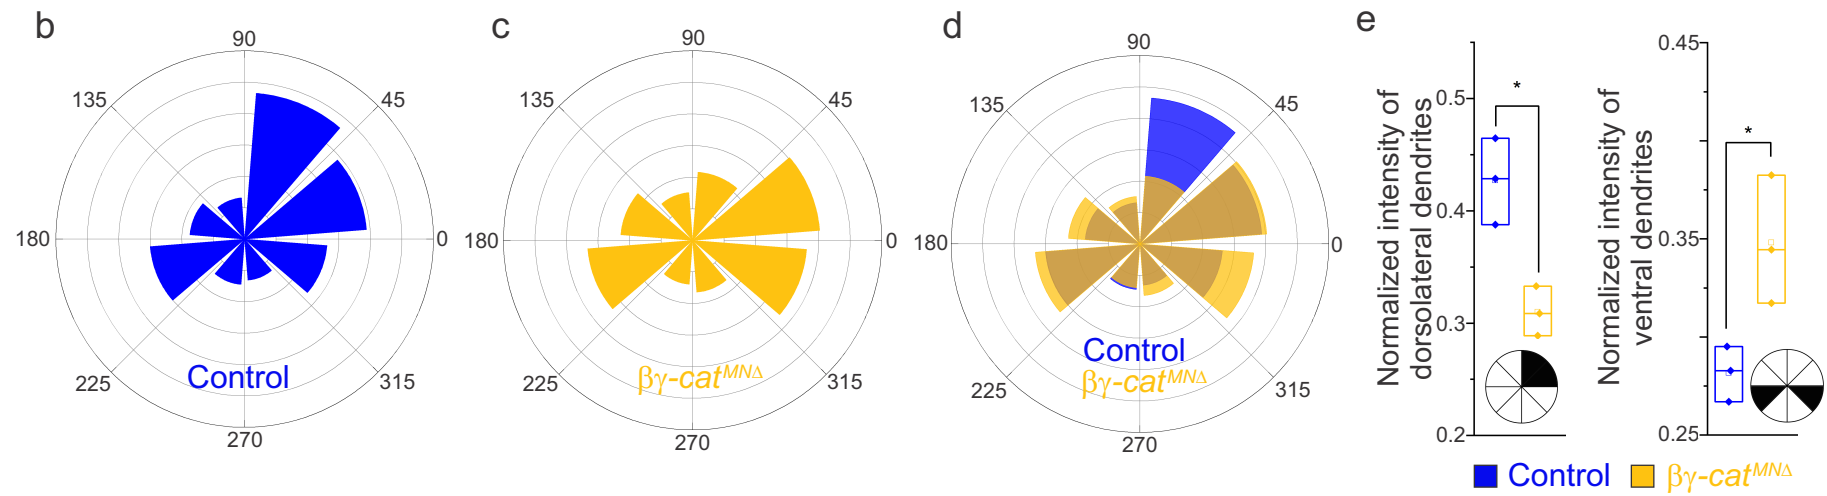 b
90
135
45
180
0
225
315
270
Control
c
90
135
45
180
0
225
315
270
βγ-cat^MNΔ
d
90
135
45
180
0
225
315
270
Control
βγ-cat^MNΔ
e
Normalized intensity of
dorsolateral dendrites
0.5
0.4
0.3
0.2
*
Normalized intensity of
ventral dendrites
0.45
0.35
0.25
*
Control
βγ-cat^MNΔ